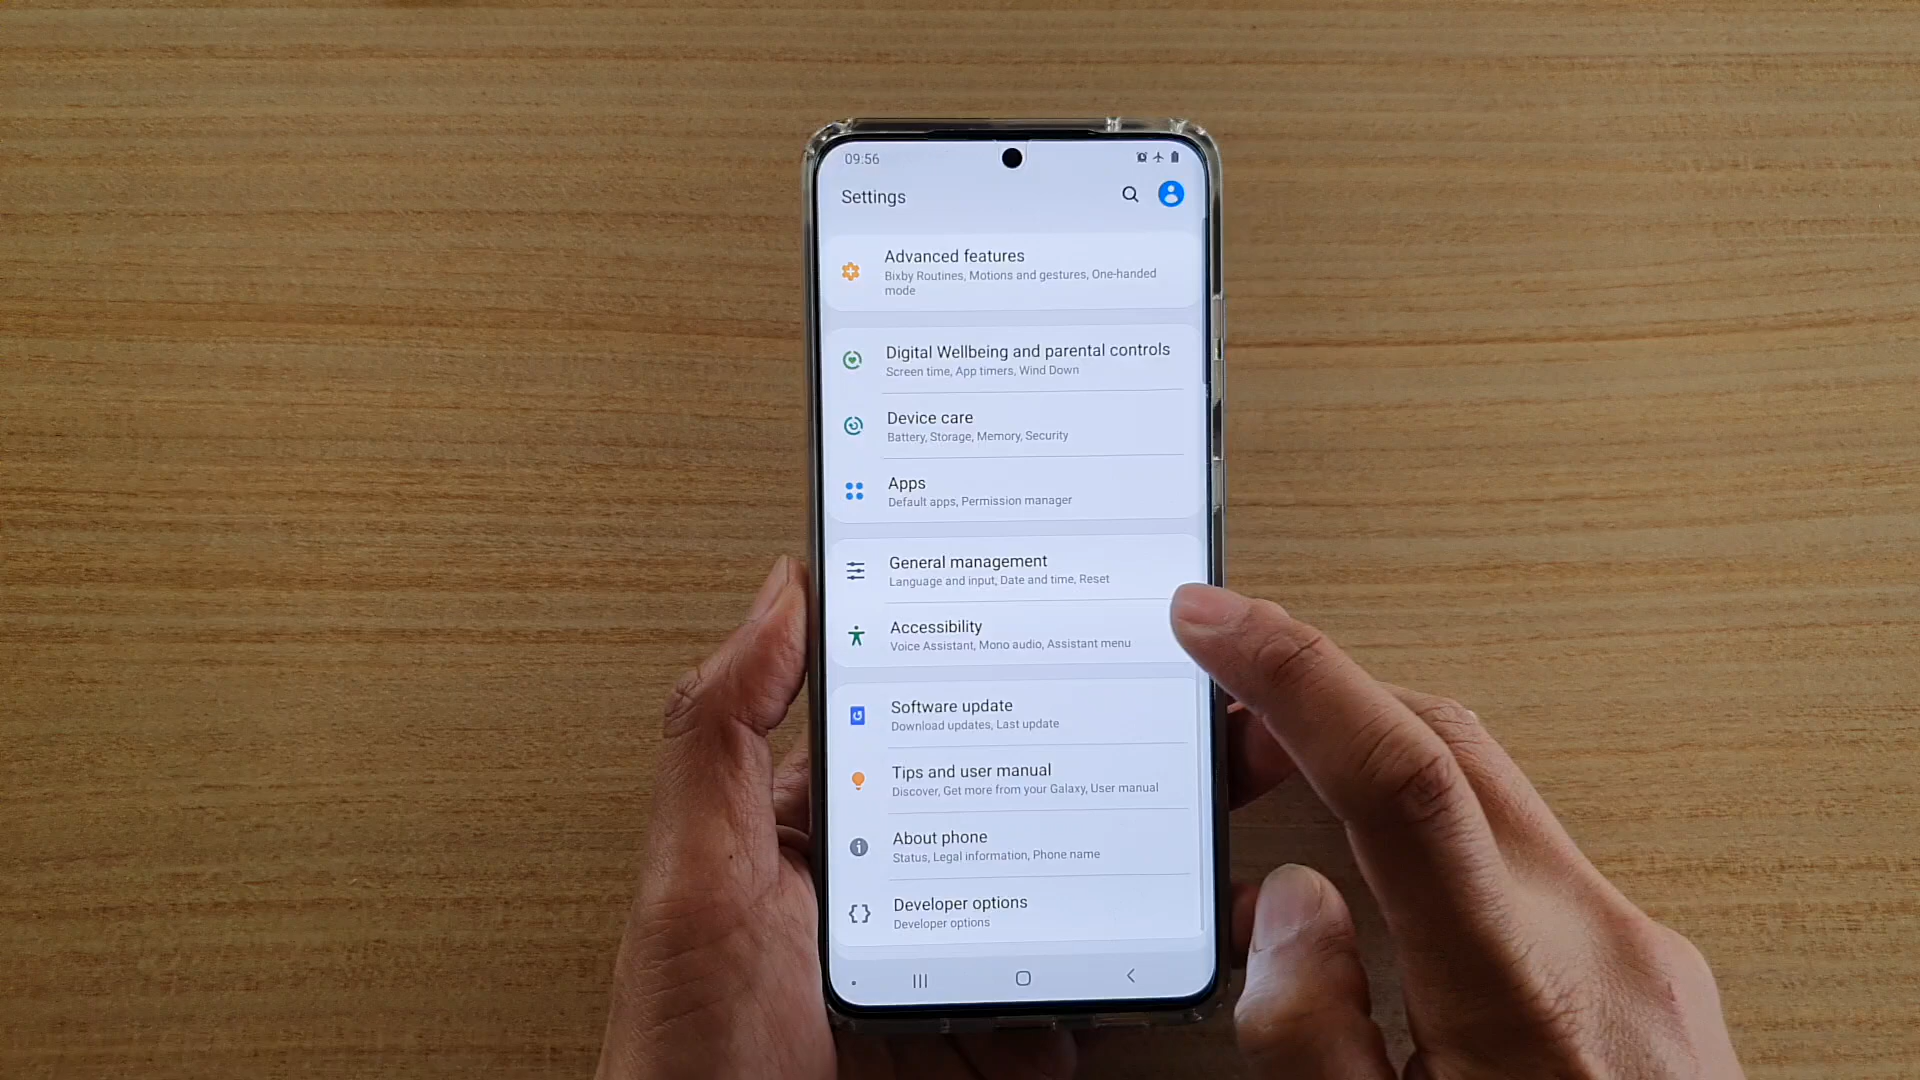 09:56
Settings
Advanced features
Bixby Routines, Motions and gestures, One-handed
mode
Digital Wellbeing and parental controls
Screen time, App timers, Wind Down
Device care
Battery, Storage, Memory, Security
Apps
Default apps, Permission manager
General management
Language and input, Date and time, Reset
Accessibility
Voice Assistant, Mono audio, Assistant menu
Software update
Download updates, Last update
Tips and user manual
Discover, Get more from your Galaxy, User manual
About phone
Status, Legal information, Phone name
Developer options
Developer options